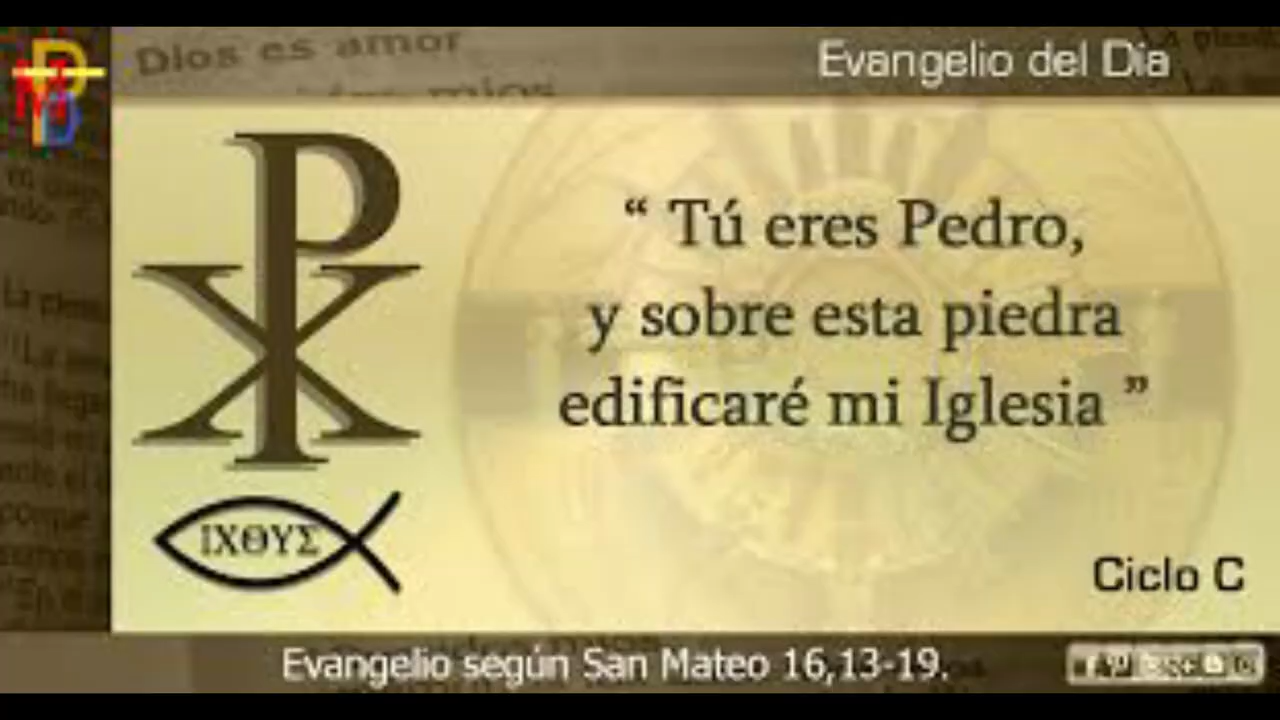 Dios es amor
Evangelio del Día
“ Tú eres Pedro,
y sobre esta piedra
edificaré mi Iglesia ”
ΙΧΘΥΣ
Ciclo C
Evangelio según San Mateo 16,13-19.